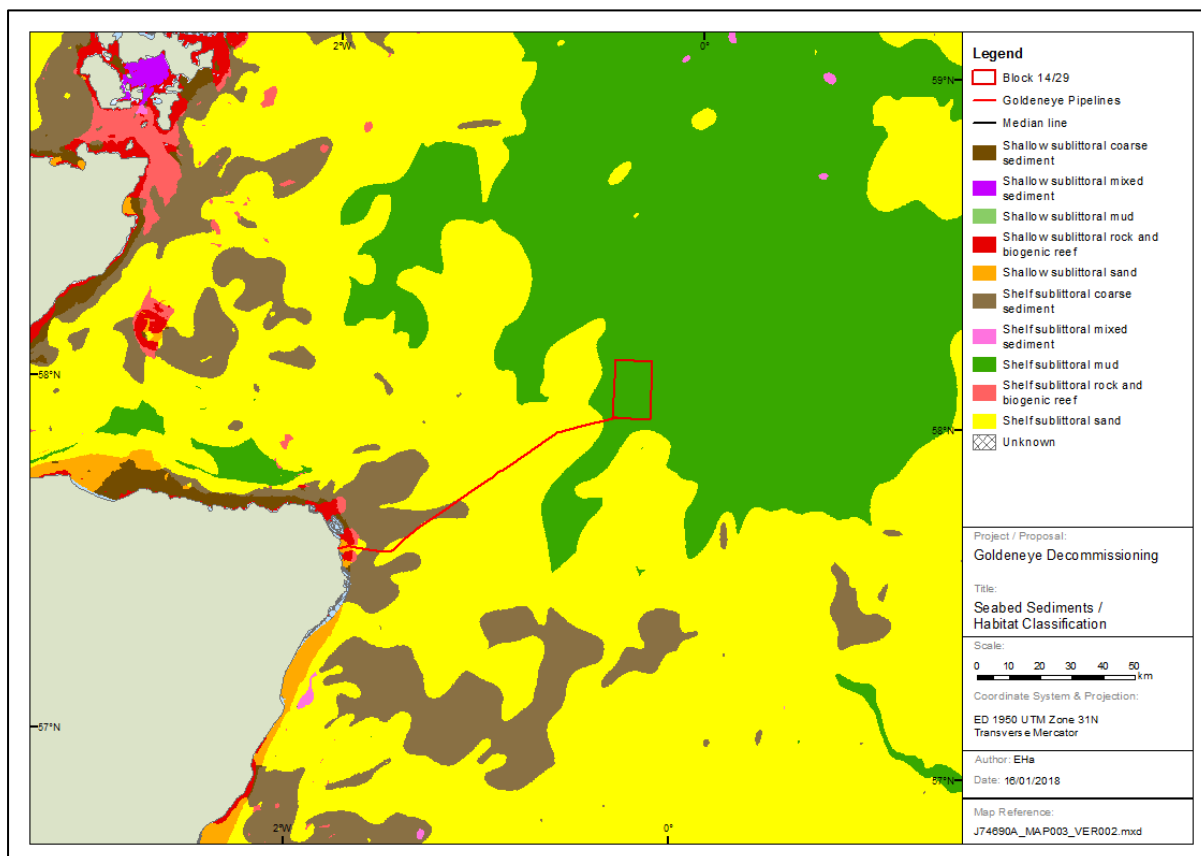 2°W
0°
59°N
58°N
58°N
57°N
57°N
2°W
0°
Legend
Block 14/29
Goldeneye Pipelines
Median line
Shallow sublittoral coarse
sediment
Shallow sublittoral mixed
sediment
Shallow sublittoral mud
Shallow sublittoral rock and
biogenic reef
Shallow sublittoral sand
Shelf sublittoral coarse
sediment
Shelf sublittoral mixed
sediment
Shelf sublittoral mud
Shelf sublittoral rock and
biogenic reef
Shelf sublittoral sand
Unknown
Project / Proposal:
Goldeneye Decommissioning
Title:
Seabed Sediments /
Habitat Classification
Scale:
0 10 20 30 40 50
km
Coordinate System & Projection:
ED 1950 UTM Zone 31N
Transverse Mercator
Author: EHa
Date: 16/01/2018
Map Reference:
J74690A_MAP003_VER002.mxd